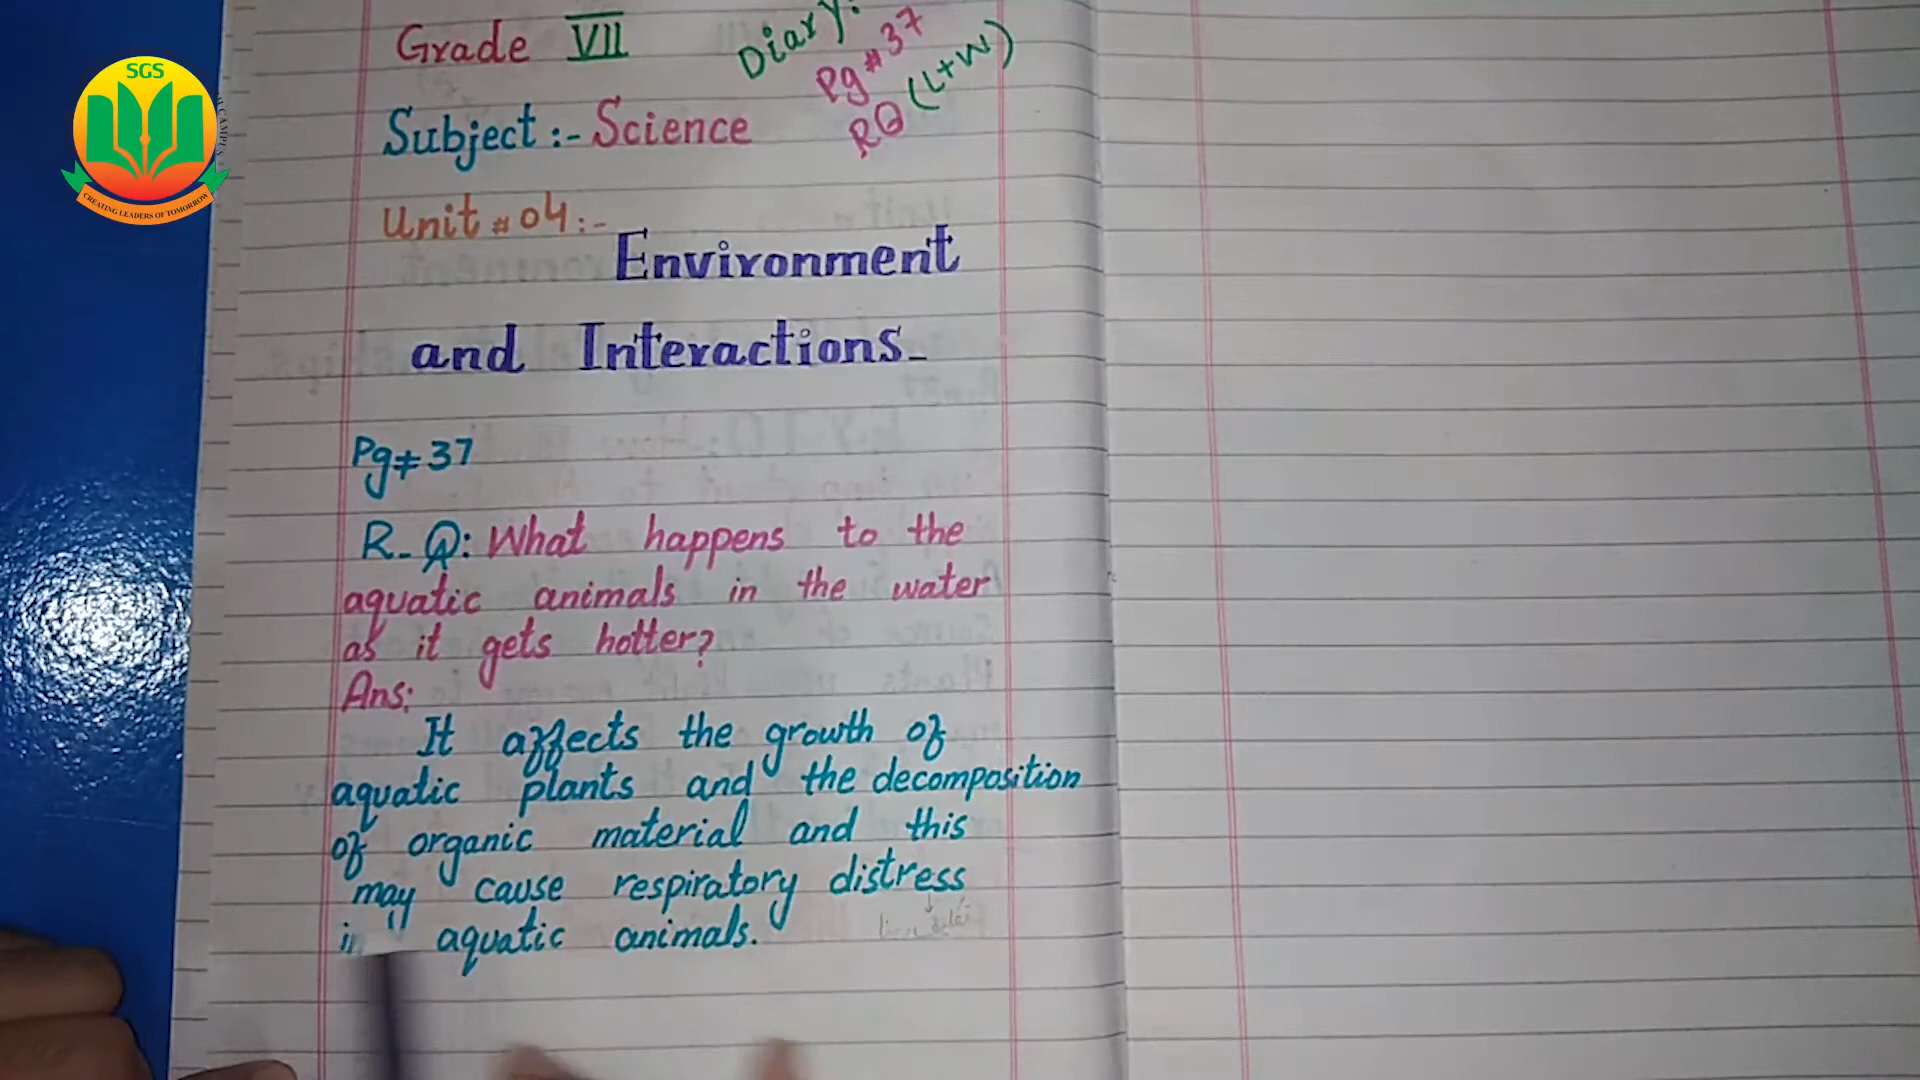 SGS
CREATING LEADERS OF TOMORROW
CAMPUS
Grade VII
Diary:
Pg # 37
RQ (L+W)
Subject :- Science
Unit # 04 :-
Environment
and Interactions-
Pg # 37
R-Q: What happens to the
aquatic animals in the water
as it gets hotter?
Ans:
It affects the growth of
aquatic plants and the decomposition
of organic material and this
may cause respiratory distress
in aquatic animals.